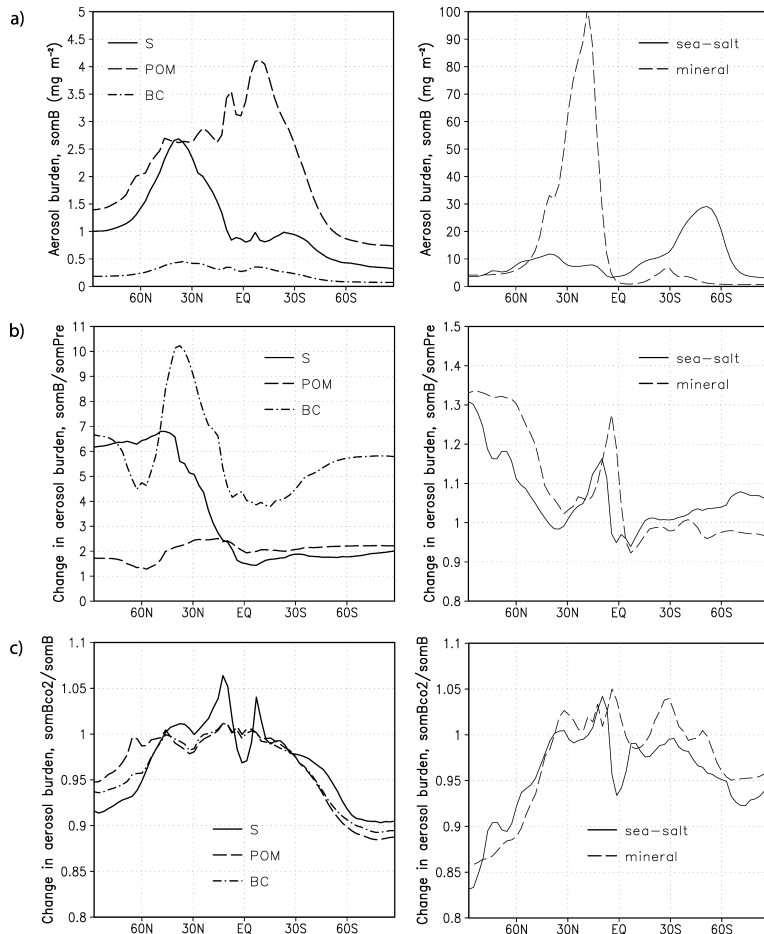 a)
Aerosol burden, somB (mg m⁻²)
5
4.5
4
3.5
3
2.5
2
1.5
1
0.5
0
S
POM
BC
60N
30N
EQ
30S
60S
Aerosol burden, somB (mg m⁻²)
100
90
80
70
60
50
40
30
20
10
0
sea-salt
mineral
60N
30N
EQ
30S
60S
b)
Change in aerosol burden, somB/somPre
11
10
9
8
7
6
5
4
3
2
1
0
S
POM
BC
60N
30N
EQ
30S
60S
Change in aerosol burden, somB/somPre
1.5
1.4
1.3
1.2
1.1
1
0.9
0.8
sea-salt
mineral
60N
30N
EQ
30S
60S
c)
Change in aerosol burden, somBco2/somB
1.1
1.05
1
0.95
0.9
0.85
0.8
S
POM
BC
60N
30N
EQ
30S
60S
Change in aerosol burden, somBco2/somB
1.1
1.05
1
0.95
0.9
0.85
0.8
sea-salt
mineral
60N
30N
EQ
30S
60S